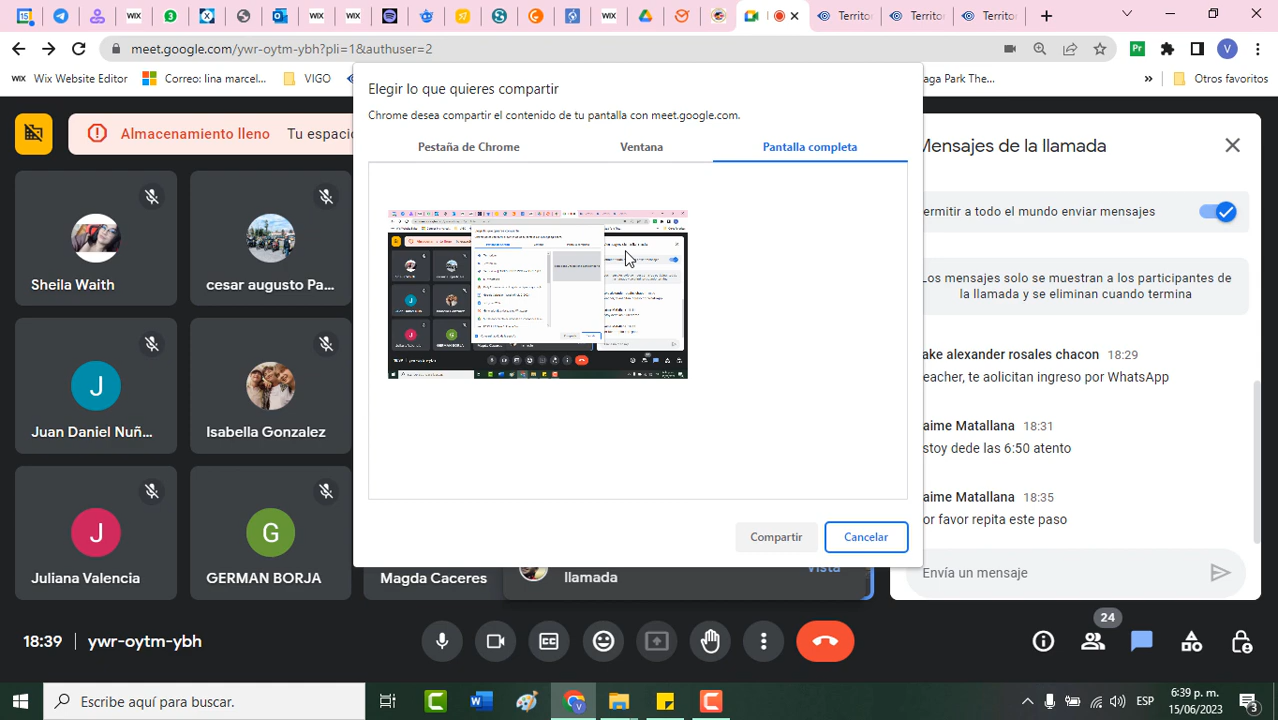 Territor
Territor
Territor
meet.google.com/ywr-oytm-ybh?pli=1&authuser=2
Wix Website Editor
Correo: lina marcel...
VIGO
aga Park The...
Otros favoritos
Elegir lo que quieres compartir
Chrome desea compartir el contenido de tu pantalla con meet.google.com.
Pestaña de Chrome
Ventana
Pantalla completa
Compartir
Cancelar
Almacenamiento lleno Tu espacio
Sheila Waith
cesar augusto Pa...
J
Juan Daniel Nuñ...
Isabella Gonzalez
J
Juliana Valencia
G
GERMAN BORJA
Magda Caceres
llamada
Vista
Mensajes de la llamada
ermitir a todo el mundo enviar mensajes
Los mensajes solo se muestran a los participantes de
la llamada y se eliminan cuando termina
ake alexander rosales chacon 18:29
eacher, te aolicitan ingreso por WhatsApp
aime Matallana 18:31
stoy dede las 6:50 atento
aime Matallana 18:35
or favor repita este paso
Envía un mensaje
18:39 | ywr-oytm-ybh
24
Escribe aquí para buscar.
ESP
6:39 p. m.
15/06/2023
3